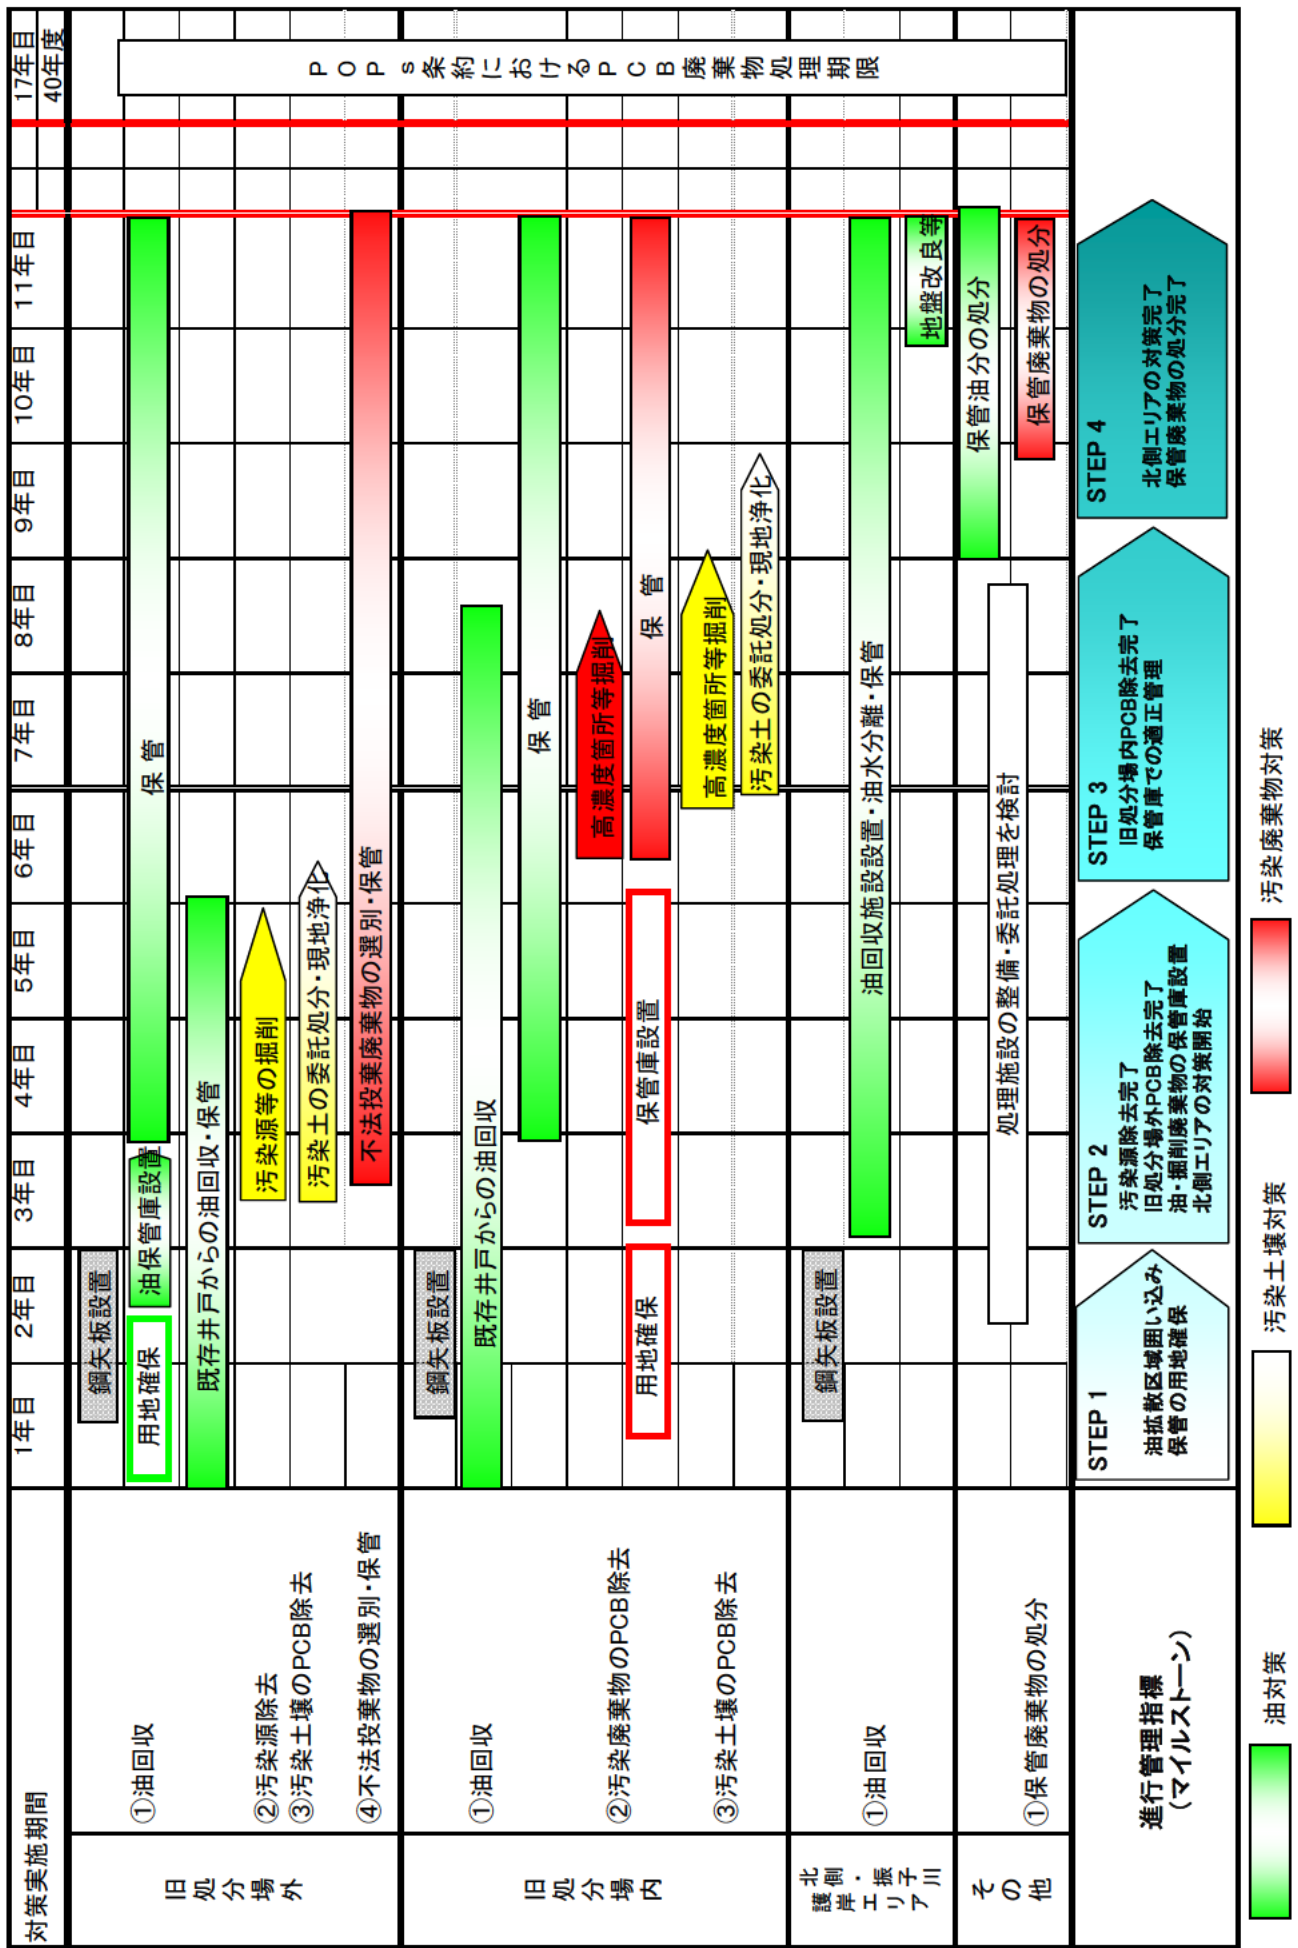 対策実施期間
1年目
2年目
3年目
4年目
5年目
6年目
7年目
8年目
9年目
10年目
11年目
17年目
40年度
旧処分場外
①油回収
②汚染源除去
③汚染土壌のPCB除去
④不法投棄物の選別・保管
鋼矢板設置
用地確保
油保管庫設置
保 管
既存井戸からの油回収・保管
汚染源等の掘削
汚染土の委託処分・現地浄化
不法投棄廃棄物の選別・保管
旧処分場内
①油回収
②汚染廃棄物のPCB除去
③汚染土壌のPCB除去
鋼矢板設置
既存井戸からの油回収
保 管
高濃度箇所等掘削
用地確保
保管庫設置
保 管
高濃度箇所等掘削
汚染土の委託処分・現地浄化
北側・振子川
護岸エリア
①油回収
鋼矢板設置
油回収施設設置・油水分離・保管
地盤改良等
その他
①保管廃棄物の処分
保管油分の処分
処理施設の整備・委託処理を検討
保管廃棄物の処分
POPs条約におけるPCB廃棄物処理期限
進行管理指標
(マイルストーン)
STEP 1
油拡散区域囲い込み
保管の用地確保
STEP 2
汚染源除去完了
旧処分場外PCB除去完了
油・掘削廃棄物の保管庫設置
北側エリアの対策開始
STEP 3
旧処分場内PCB除去完了
保管庫での適正管理
STEP 4
北側エリアの対策完了
保管廃棄物の処分完了
油対策
汚染土壌対策
汚染廃棄物対策